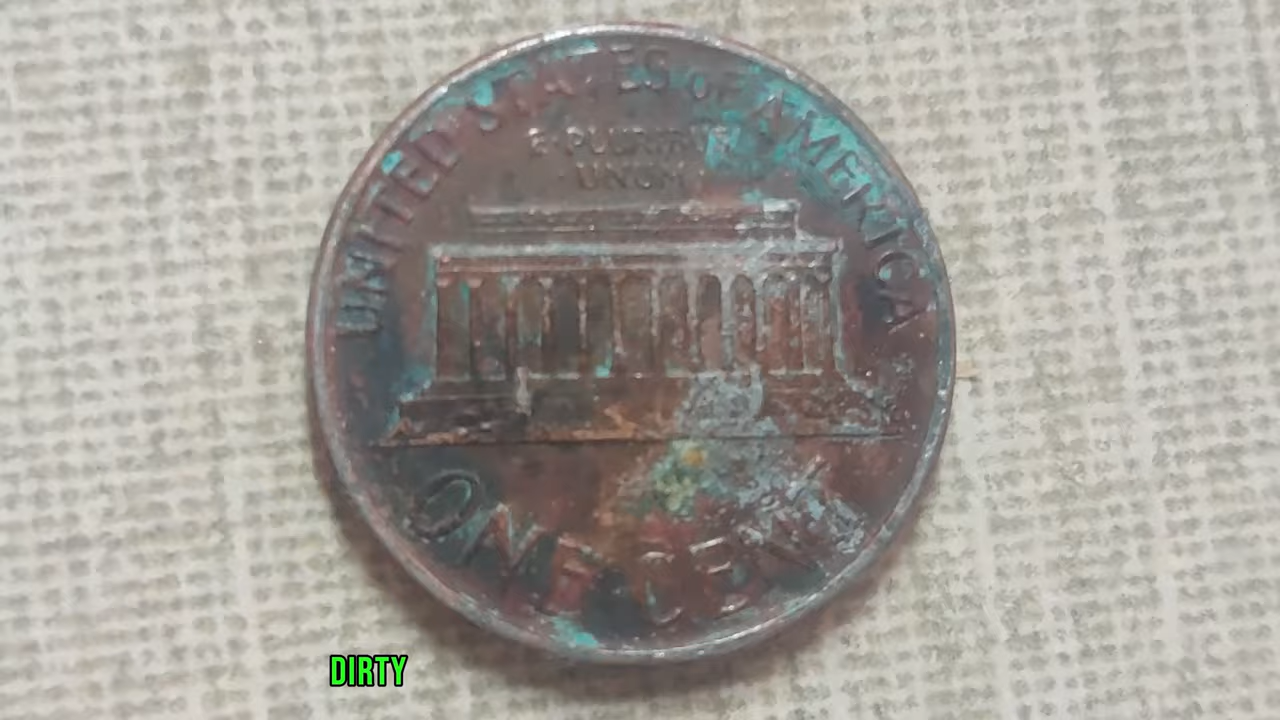 UNITED STATES OF AMERICA
E·PLURIBUS
UNUM
ONE CENT
DIRTY